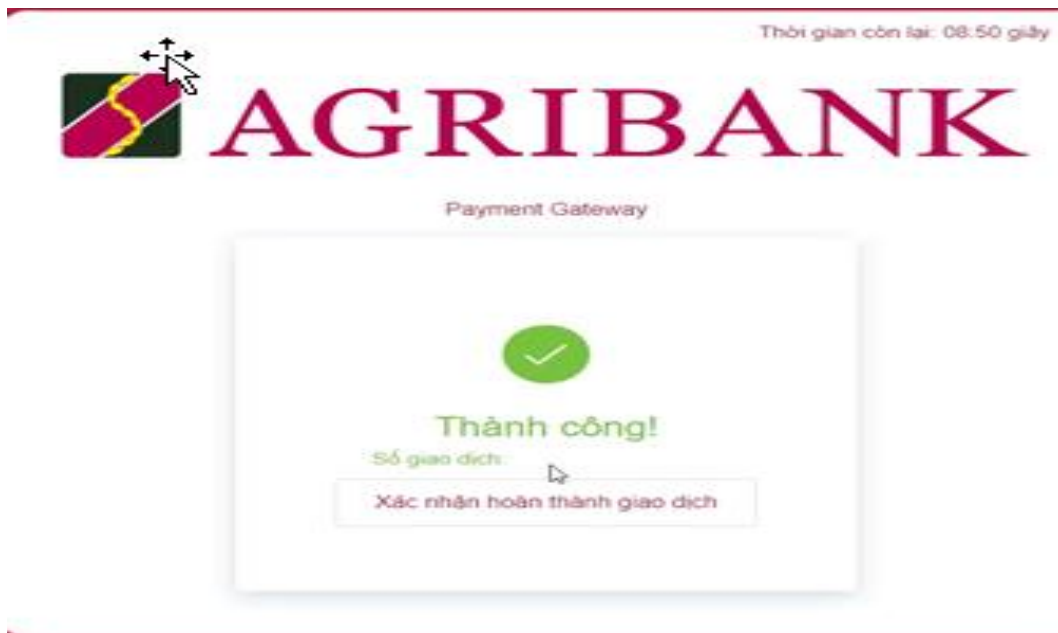 Thời gian còn lại: 08:50 giây
AGRIBANK
Payment Gateway
Thành công!
Số giao dịch:
Xác nhận hoàn thành giao dịch